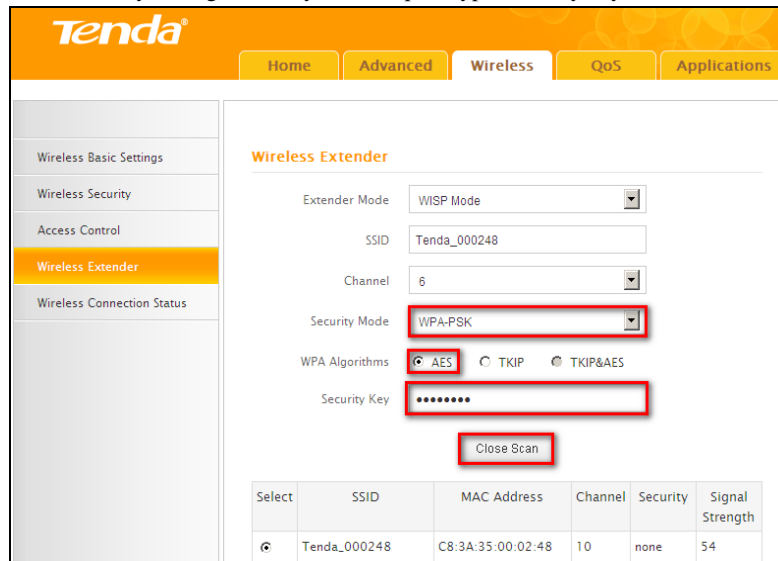 Tenda®
Home Advanced Wireless QoS Applications
Wireless Basic Settings
Wireless Security
Access Control
Wireless Extender
Wireless Connection Status
Wireless Extender
Extender Mode WISP Mode
SSID Tenda_000248
Channel 6
Security Mode WPA-PSK
WPA Algorithms AES TKIP TKIP&AES
Security Key ••••••••
Close Scan
Select SSID MAC Address Channel Security Signal Strength
Tenda_000248 C8:3A:35:00:02:48 10 none 54